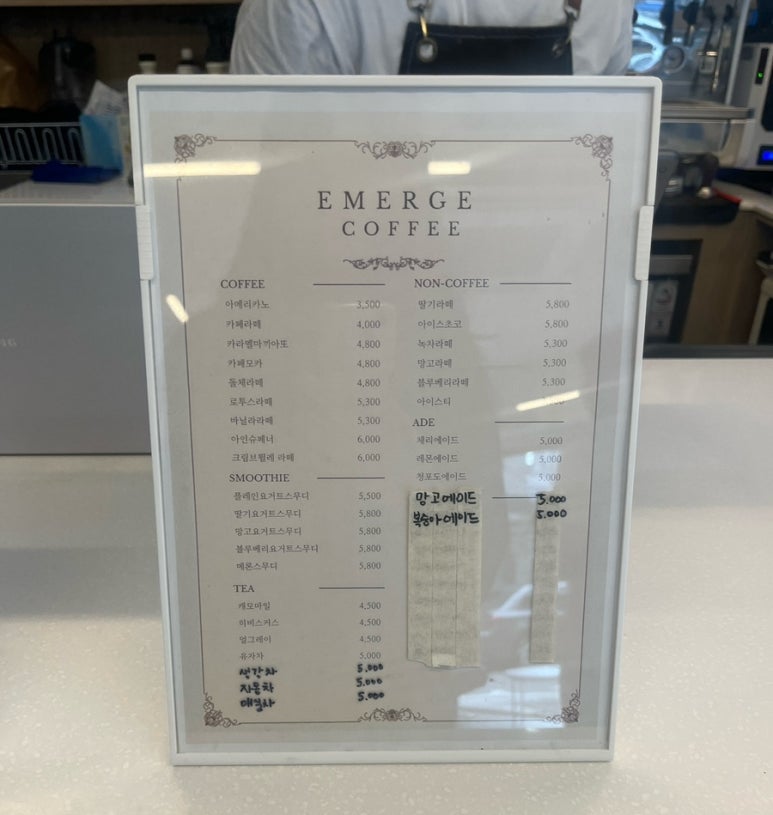 EMERGE
COFFEE
COFFEE
아메리카노 3,500
카페라떼 4,000
카라멜마끼아또 4,800
카페모카 4,800
돌체라떼 4,800
로투스라떼 5,300
바닐라라떼 5,300
아인슈페너 6,000
크림브륄레 라떼 6,000
SMOOTHIE
플레인요거트스무디 5,500
딸기요거트스무디 5,800
망고요거트스무디 5,800
블루베리요거트스무디 5,800
메론스무디 5,800
TEA
캐모마일 4,500
히비스커스 4,500
얼그레이 4,500
유자차 5,000
생강차 5.000
자몽차 5.000
매실차 5.000
NON-COFFEE
딸기라떼 5,800
아이스초코 5,800
녹차라떼 5,300
망고라떼 5,300
블루베리라떼 5,300
아이스티
ADE
체리에이드 5,000
레몬에이드 5,000
청포도에이드 5,000
망고에이드 5.000
복숭아에이드 5.000